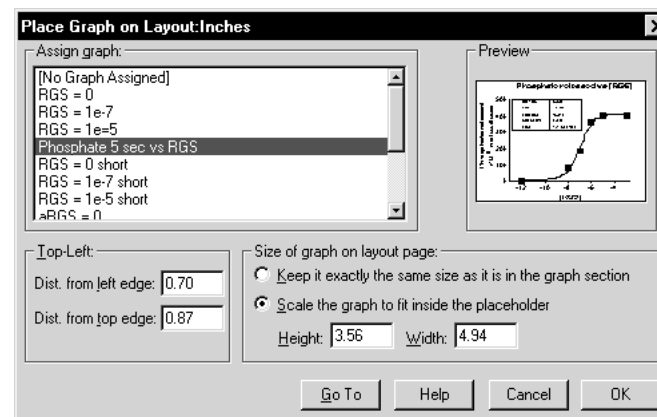 Place Graph on Layout:Inches
Assign graph:
[No Graph Assigned]
RGS = 0
RGS = 1e-7
RGS = 1e=5
Phosphate 5 sec vs RGS
RGS = 0 short
RGS = 1e-7 short
RGS = 1e-5 short
aRGS = 0
Preview
Top-Left:
Dist. from left edge: 0.70
Dist. from top edge: 0.87
Size of graph on layout page:
Keep it exactly the same size as it is in the graph section
Scale the graph to fit inside the placeholder
Height: 3.56 Width: 4.94
Go To Help Cancel OK